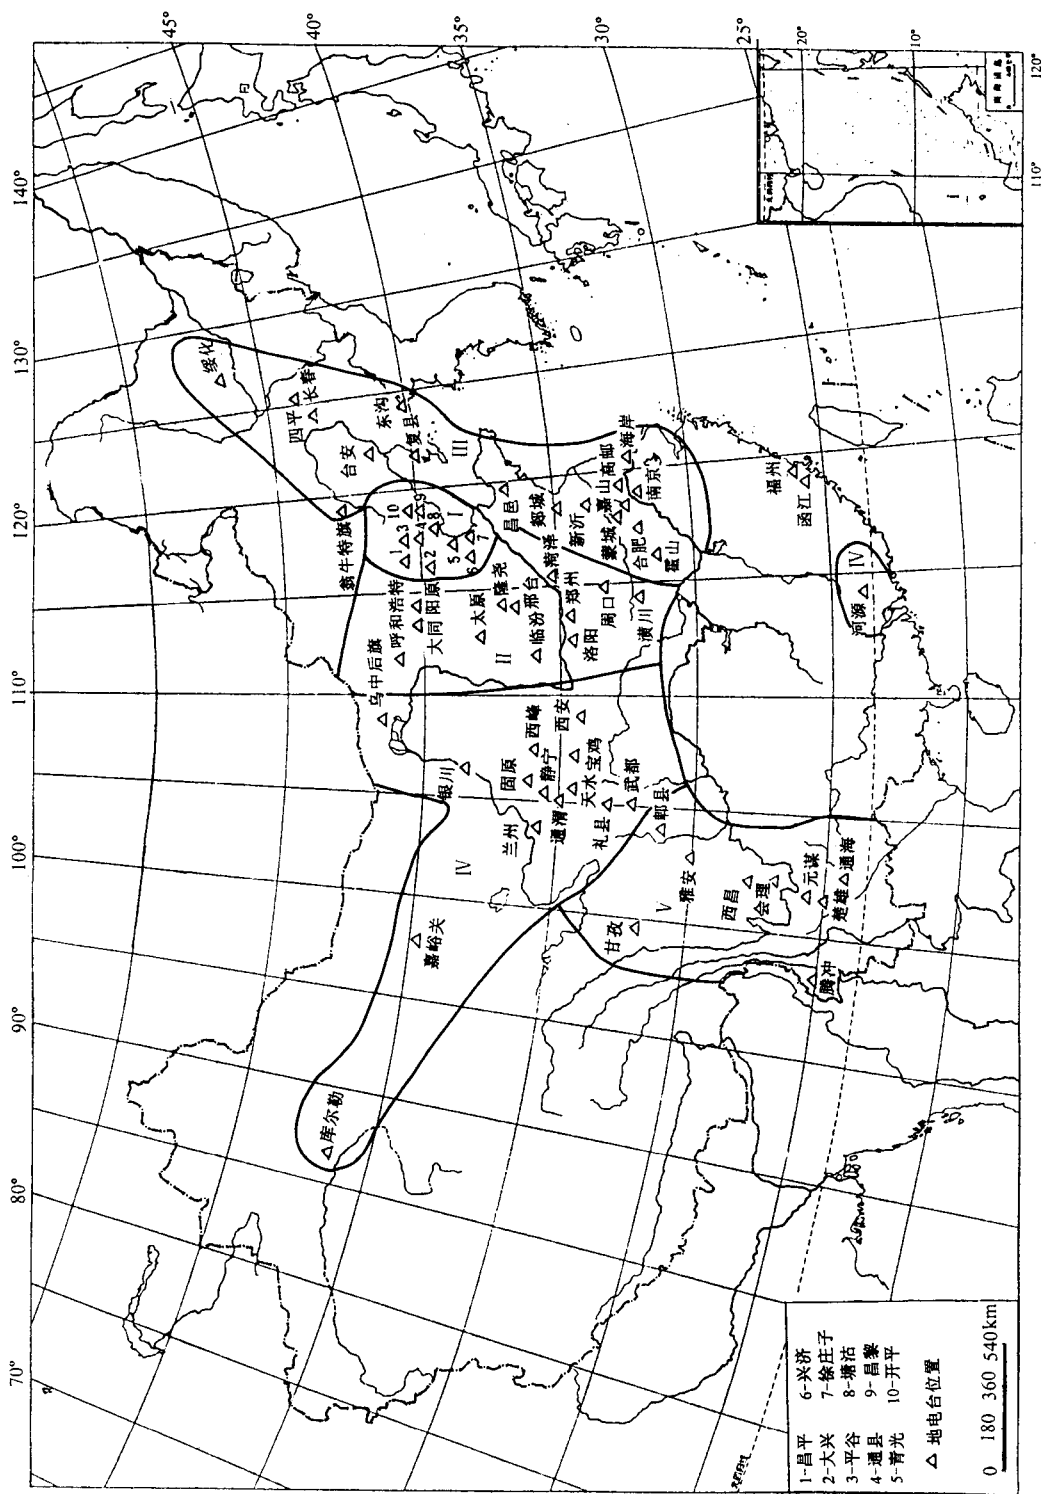 70°
80°
90°
100°
110°
120°
130°
140°
45°
40°
35°
30°
25°
20°
10°
110°
120°
绥化
四平
长春
台安
东沟
复县
III
翁牛特旗
1
3
10
4
9
2
8
I
5
6
7
昌邑
郯城
新沂
嘉山
高邮
海岸
南京
蒙城
合肥
霍山
菏泽
郑州
周口
潢川
洛阳
乌中后旗
呼和浩特
大同
阳原
太原
隆尧
邢台
临汾
II
银川
固原
西峰
静宁
西安
兰州
通渭
天水
宝鸡
礼县
武都
郫县
IV
嘉峪关
库尔勒
甘孜
V
雅安
西昌
会理
元谋
楚雄
通海
腾冲
福州
函江
河源
IV
1-昌平 6-兴济
2-大兴 7-徐庄子
3-平谷 8-塘沽
4-通县 9-昌黎
5-青光 10-开平
△ 地电台位置
0 180 360 540km